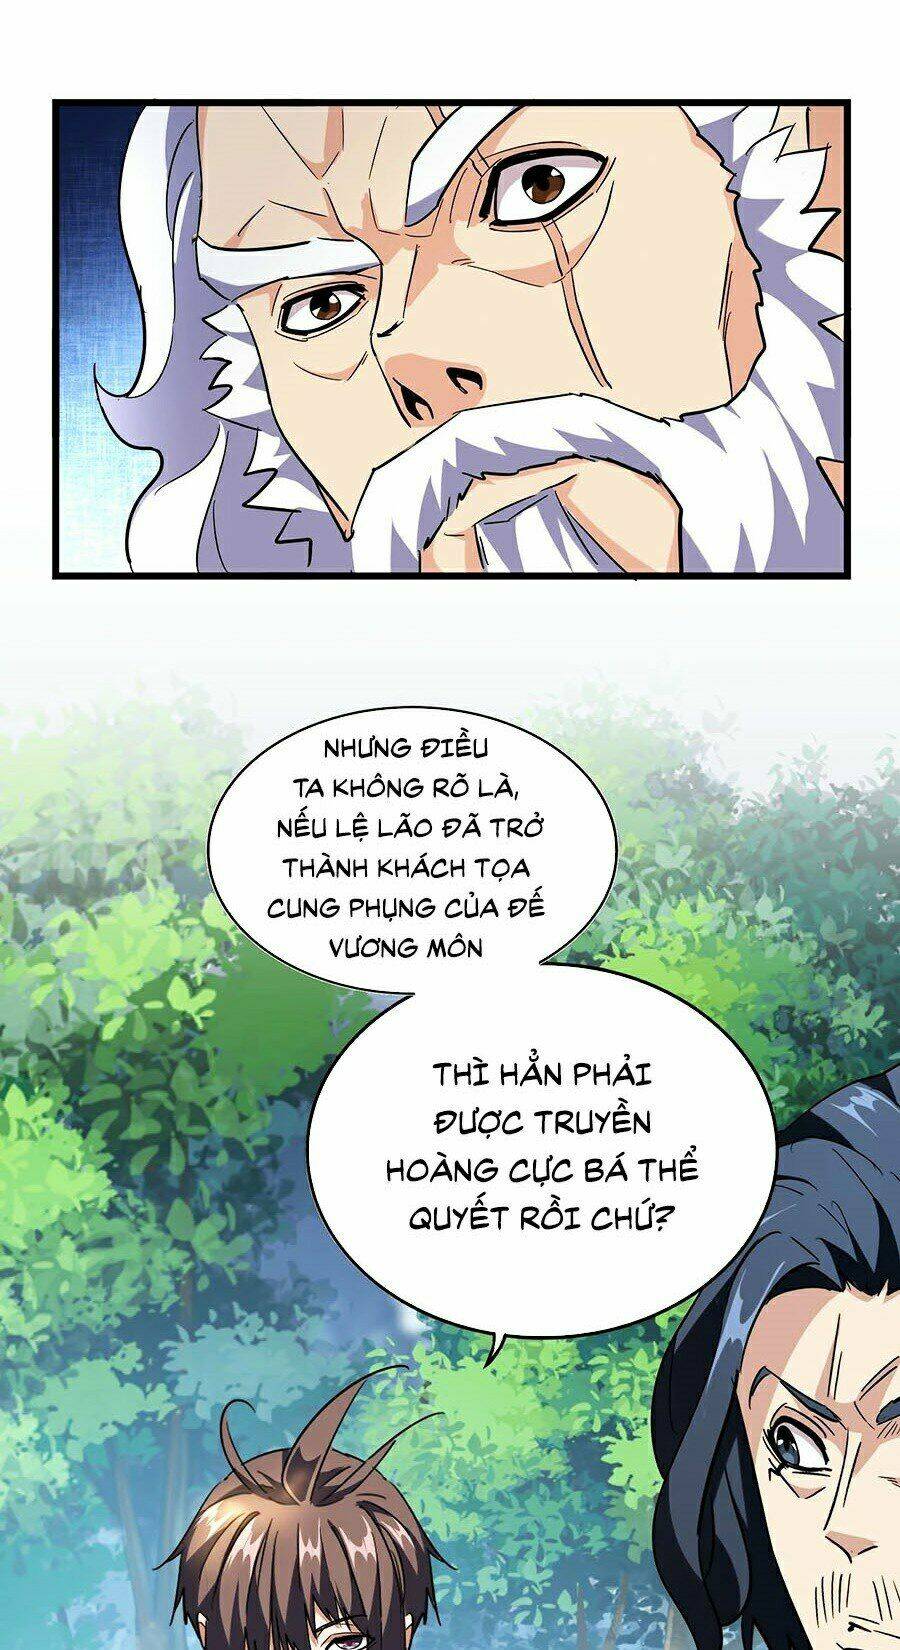 NHƯNG ĐIỀU
TA KHÔNG RÕ LÀ,
NẾU LỆ LÃO ĐÃ TRỞ
THÀNH KHÁCH TỌA
CUNG PHỤNG CỦA ĐẾ
VƯƠNG MÔN
THÌ HẲN PHẢI
ĐƯỢC TRUYỀN
HOÀNG CỰC BÁ THỂ
QUYẾT RỒI CHỨ?